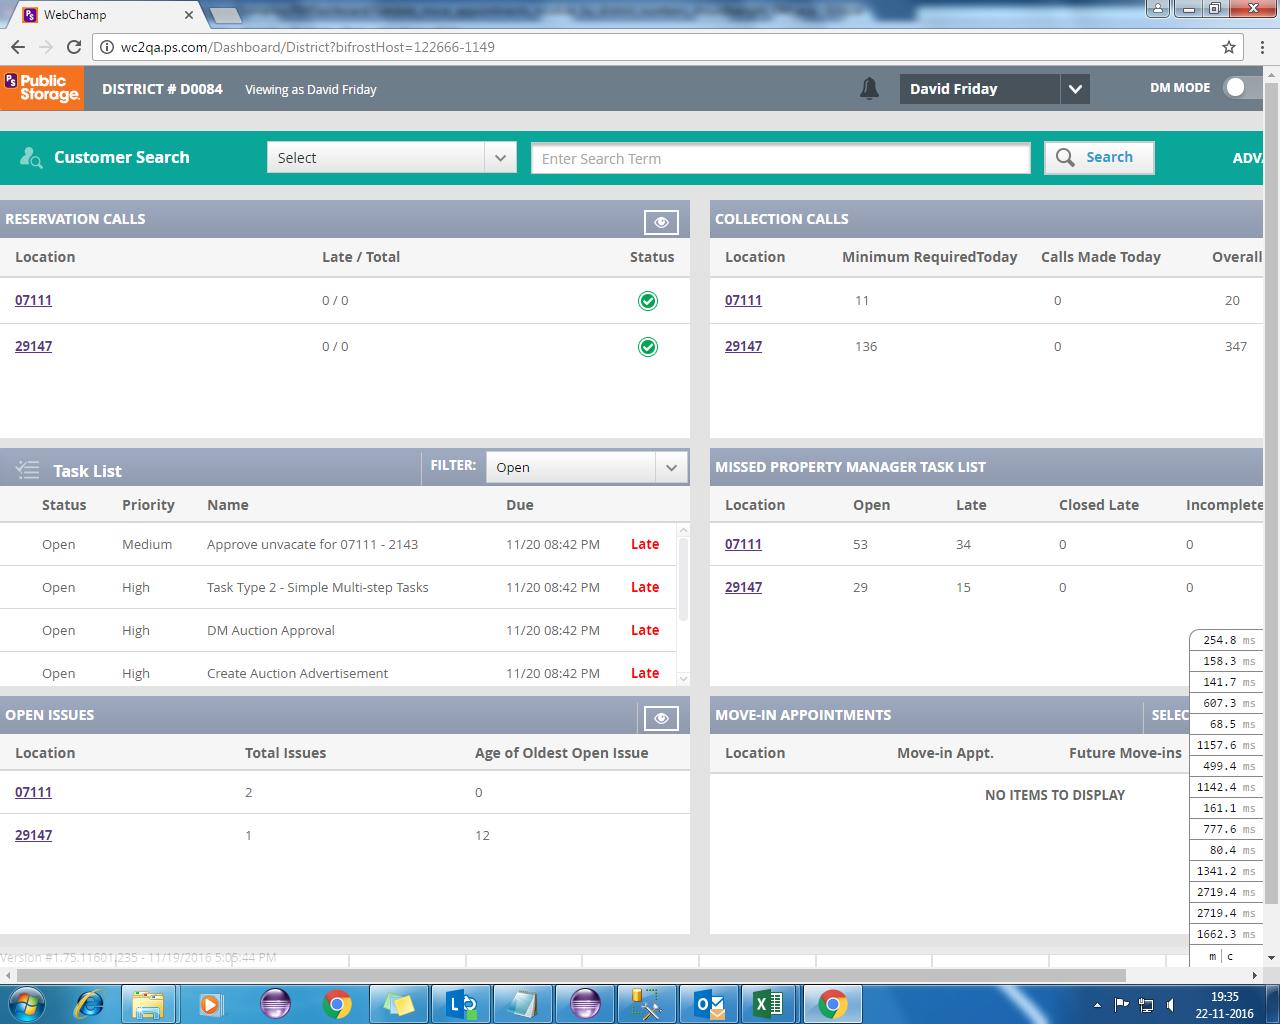 WebChamp
wc2qa.ps.com/Dashboard/District?bifrostHost=122666-1149
PS Public Storage.
DISTRICT # D0084
Viewing as David Friday
David Friday
DM MODE
Customer Search
Select
Enter Search Term
Search
ADVA
RESERVATION CALLS
Location Late / Total Status
07111 0 / 0
29147 0 / 0
COLLECTION CALLS
Location Minimum RequiredToday Calls Made Today Overall
07111 11 0 20
29147 136 0 347
Task List
FILTER: Open
Status Priority Name Due
Open Medium Approve unvacate for 07111 - 2143 11/20 08:42 PM Late
Open High Task Type 2 - Simple Multi-step Tasks 11/20 08:42 PM Late
Open High DM Auction Approval 11/20 08:42 PM Late
Open High Create Auction Advertisement 11/20 08:42 PM Late
MISSED PROPERTY MANAGER TASK LIST
Location Open Late Closed Late Incomplete
07111 53 34 0 0
29147 29 15 0 0
OPEN ISSUES
Location Total Issues Age of Oldest Open Issue
07111 2 0
29147 1 12
MOVE-IN APPOINTMENTS
SELEC
Location Move-in Appt. Future Move-ins
NO ITEMS TO DISPLAY
254.8 ms
158.3 ms
141.7 ms
607.3 ms
68.5 ms
1157.6 ms
499.4 ms
1142.4 ms
161.1 ms
777.6 ms
80.4 ms
1341.2 ms
2719.4 ms
2719.4 ms
1662.3 ms
m | c
Version #1.75.11601.235 - 11/19/2016 5:05:44 PM
19:35
22-11-2016